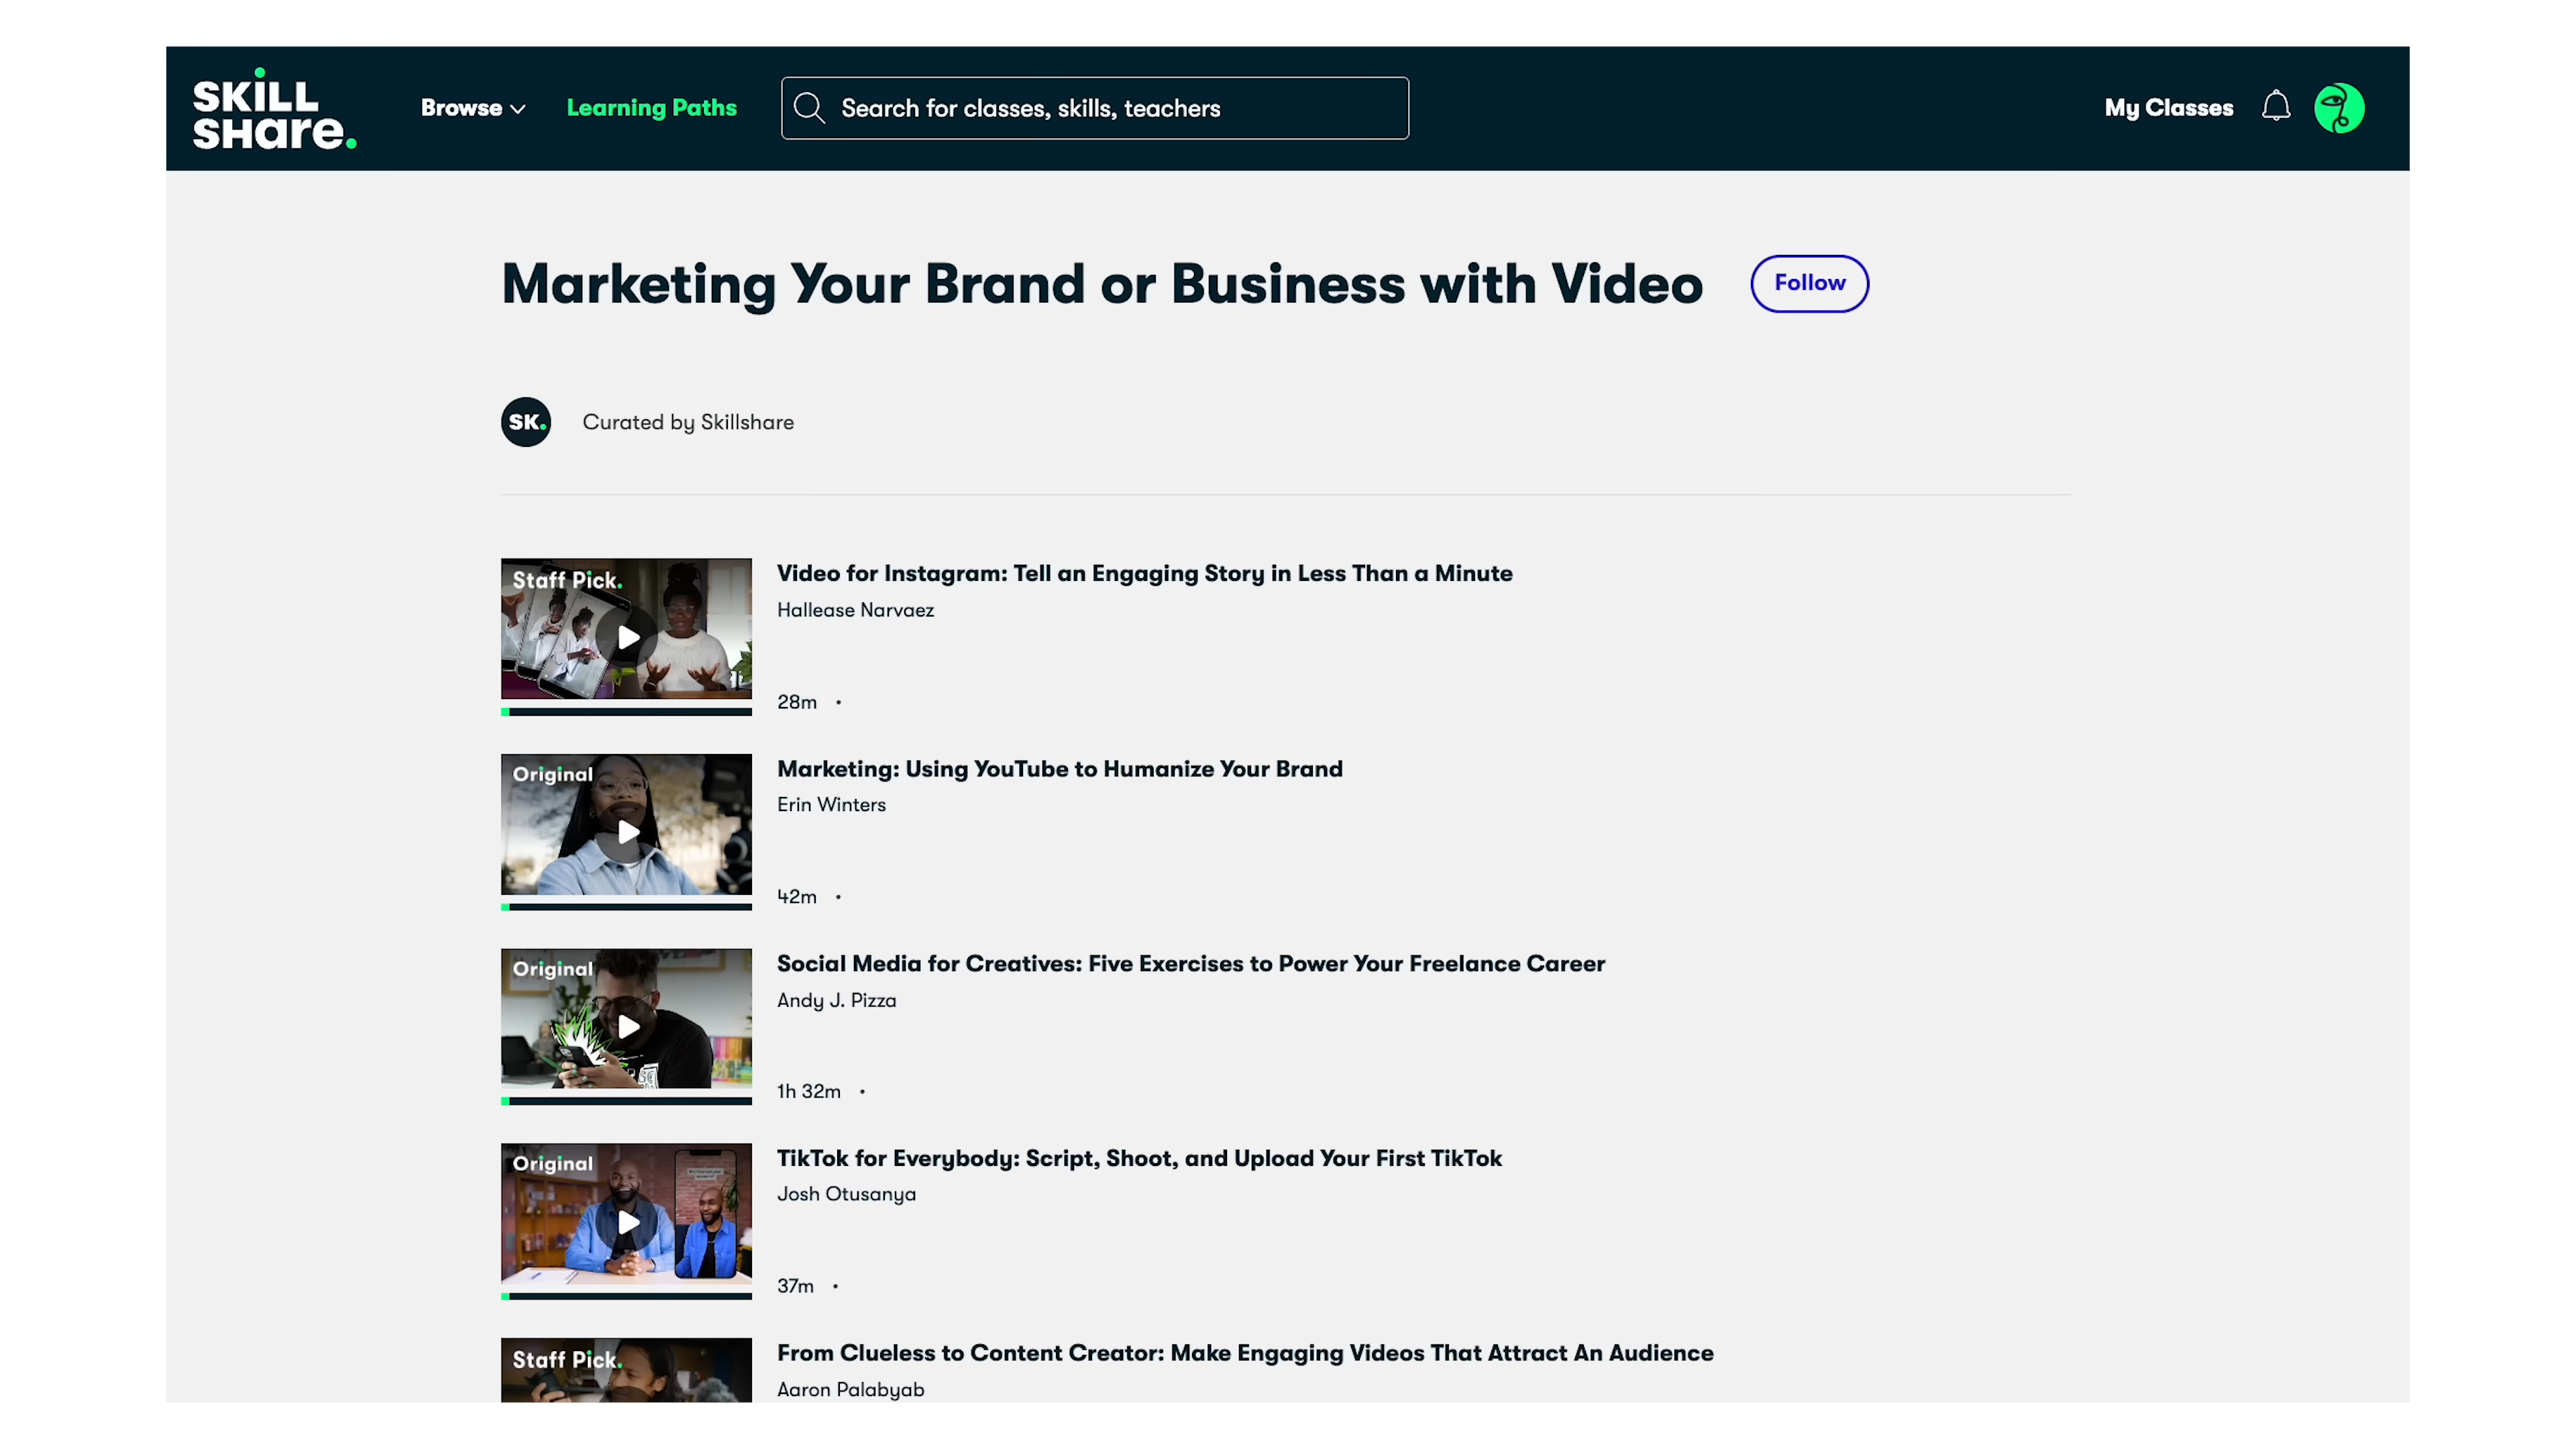 SKILL
SHare.
Browse
Learning Paths
Search for classes, skills, teachers
My Classes
Marketing Your Brand or Business with Video
Follow
SK.
Curated by Skillshare
Staff Pick.
Video for Instagram: Tell an Engaging Story in Less Than a Minute
Hallease Narvaez
28m •
Original
Marketing: Using YouTube to Humanize Your Brand
Erin Winters
42m •
Original
Social Media for Creatives: Five Exercises to Power Your Freelance Career
Andy J. Pizza
1h 32m •
Original
TikTok for Everybody: Script, Shoot, and Upload Your First TikTok
Josh Otusanya
37m •
Staff Pick.
From Clueless to Content Creator: Make Engaging Videos That Attract An Audience
Aaron Palabyab